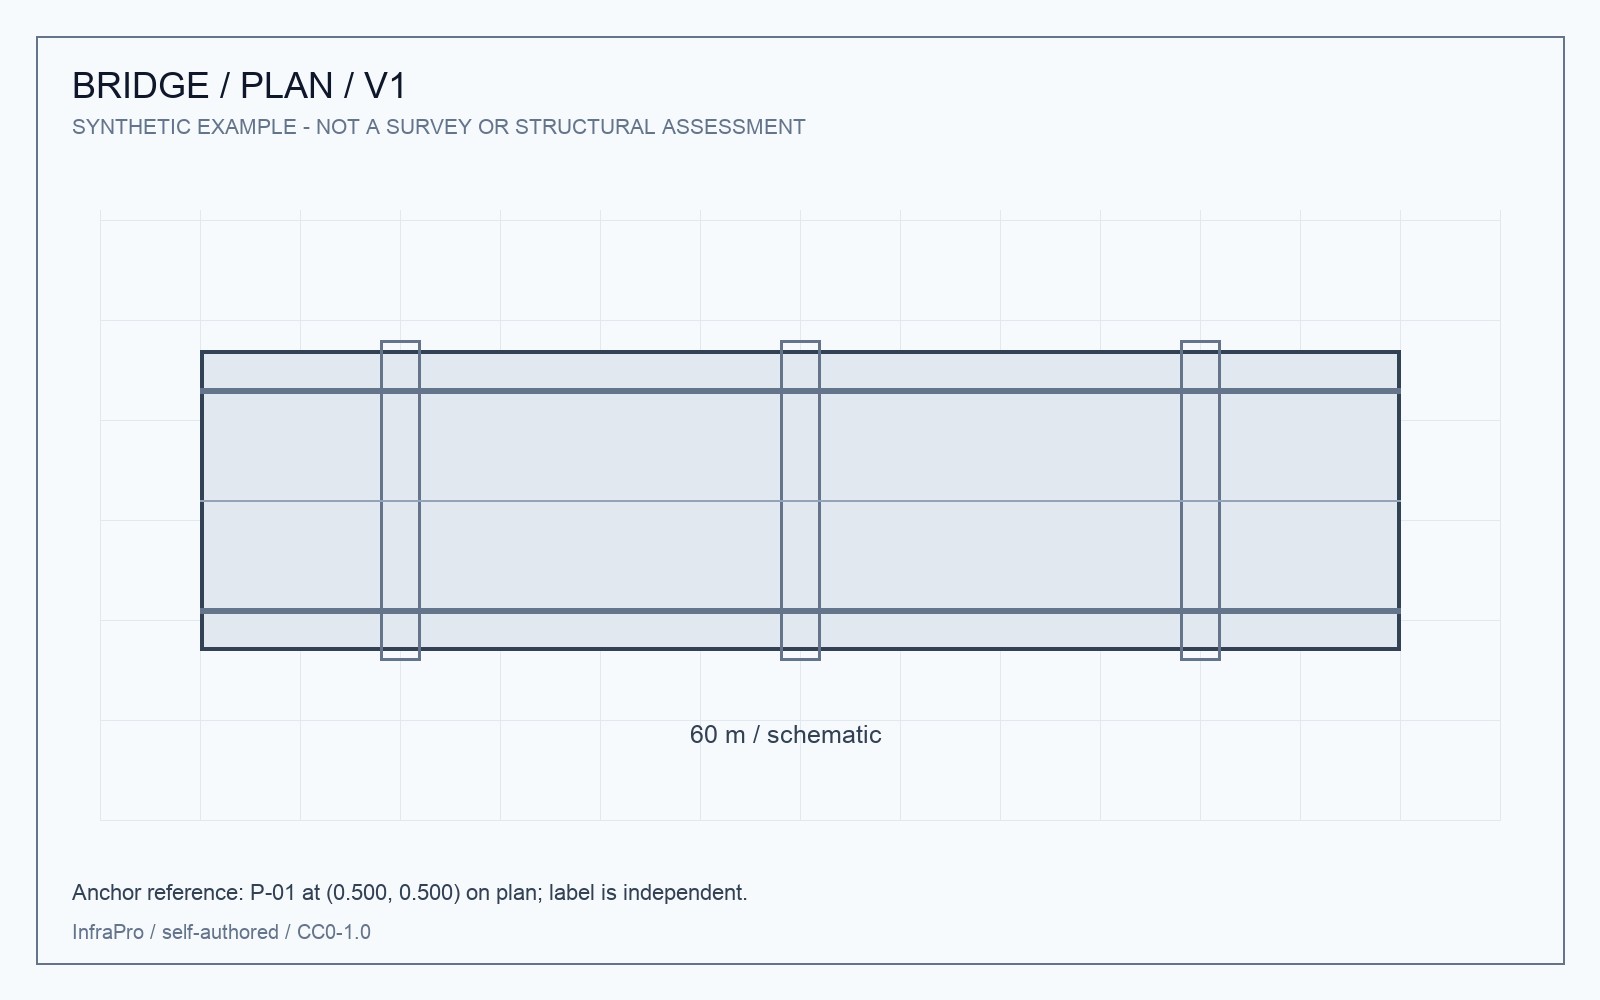 BRIDGE / PLAN / V1
SYNTHETIC EXAMPLE - NOT A SURVEY OR STRUCTURAL ASSESSMENT
60 m / schematic
Anchor reference: P-01 at (0.500, 0.500) on plan; label is independent.
InfraPro / self-authored / CC0-1.0